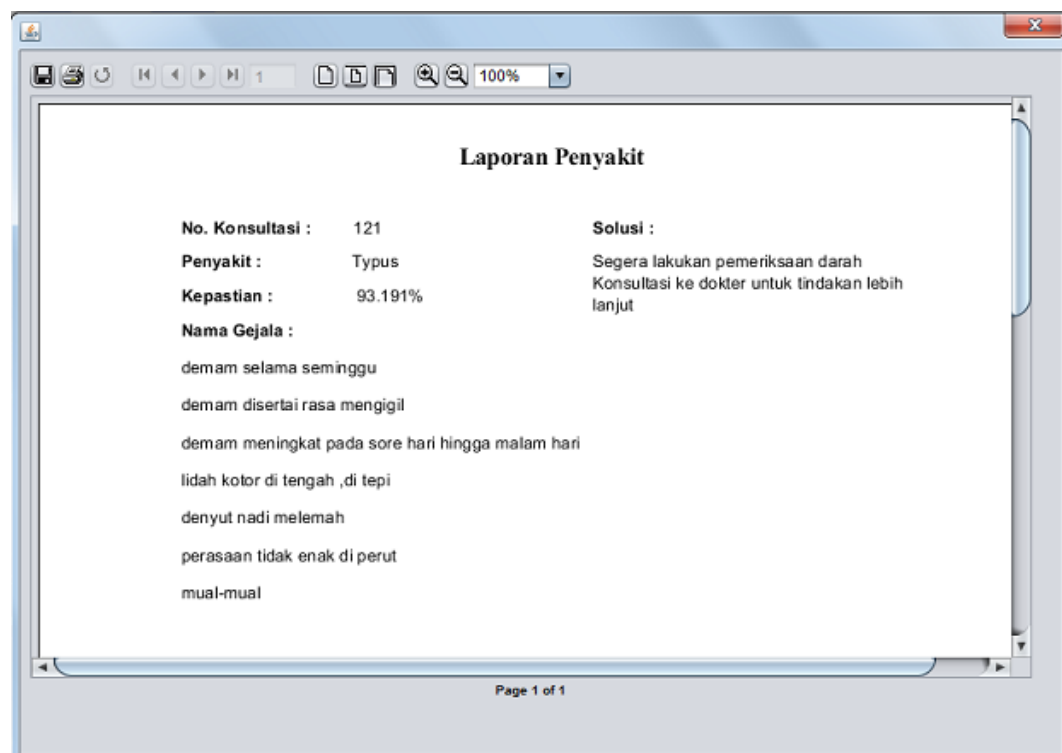 1
100%
Laporan Penyakit
No. Konsultasi : 121
Solusi :
Penyakit : Typus
Segera lakukan pemeriksaan darah
Konsultasi ke dokter untuk tindakan lebih
lanjut
Kepastian : 93.191%
Nama Gejala :
demam selama seminggu
demam disertai rasa mengigil
demam meningkat pada sore hari hingga malam hari
lidah kotor di tengah ,di tepi
denyut nadi melemah
perasaan tidak enak di perut
mual-mual
Page 1 of 1